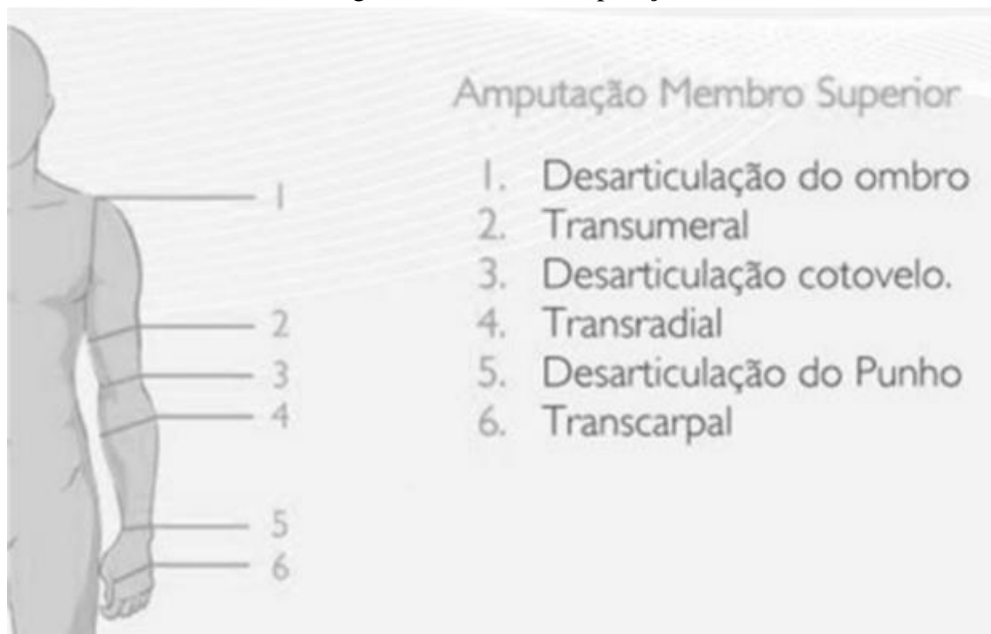 Amputação Membro Superior
1. Desarticulação do ombro
2. Transumeral
3. Desarticulação cotovelo.
4. Transradial
5. Desarticulação do Punho
6. Transcarpal
1
2
3
4
5
6